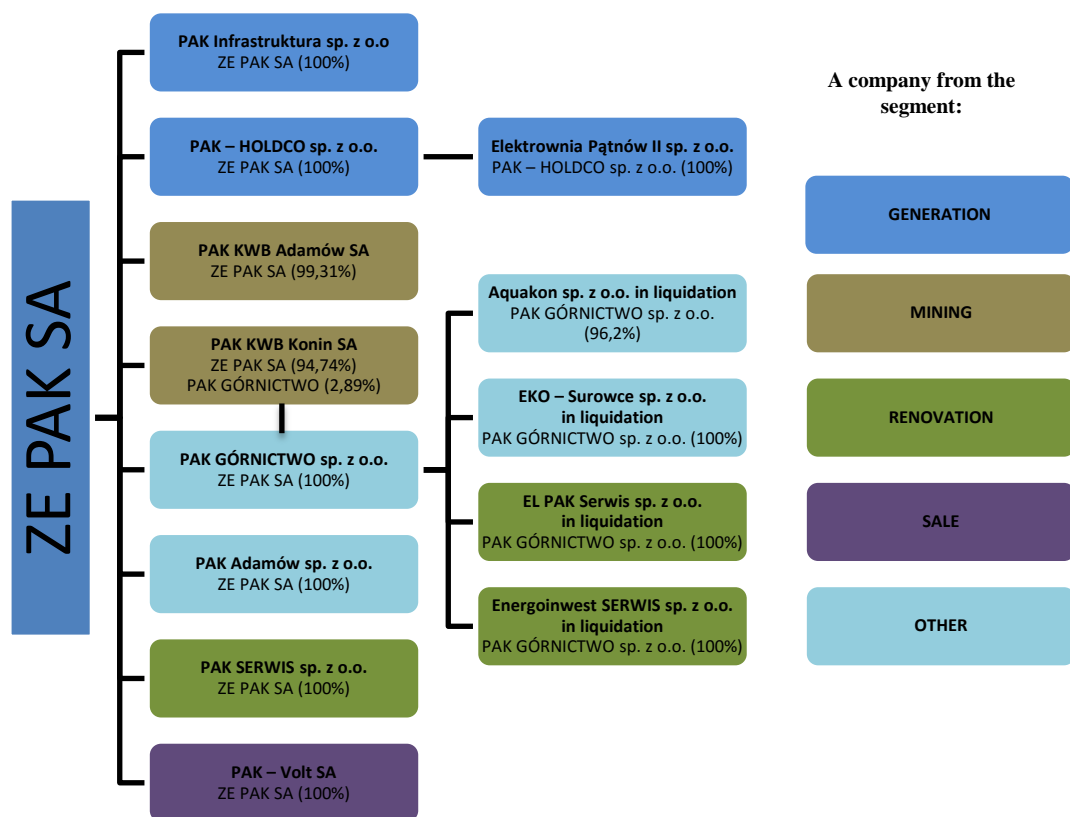 ZE PAK SA
PAK Infrastruktura sp. z o.o
ZE PAK SA (100%)
PAK – HOLDCO sp. z o.o.
ZE PAK SA (100%)
Elektrownia Pątnów II sp. z o.o.
PAK – HOLDCO sp. z o.o. (100%)
PAK KWB Adamów SA
ZE PAK SA (99,31%)
PAK KWB Konin SA
ZE PAK SA (94,74%)
PAK GÓRNICTWO (2,89%)
PAK GÓRNICTWO sp. z o.o.
ZE PAK SA (100%)
Aquakon sp. z o.o. in liquidation
PAK GÓRNICTWO sp. z o.o.
(96,2%)
EKO – Surowce sp. z o.o.
in liquidation
PAK GÓRNICTWO sp. z o.o. (100%)
EL PAK Serwis sp. z o.o.
in liquidation
PAK GÓRNICTWO sp. z o.o. (100%)
Energoinwest SERWIS sp. z o.o.
in liquidation
PAK GÓRNICTWO sp. z o.o. (100%)
PAK Adamów sp. z o.o.
ZE PAK SA (100%)
PAK SERWIS sp. z o.o.
ZE PAK SA (100%)
PAK – Volt SA
ZE PAK SA (100%)
A company from the
segment:
GENERATION
MINING
RENOVATION
SALE
OTHER